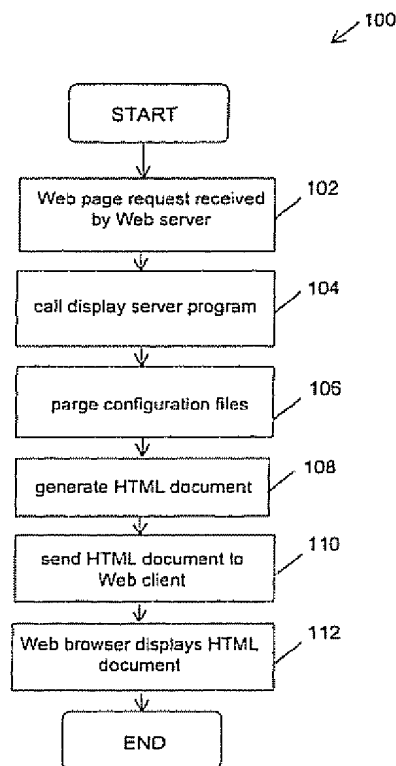 100
START
Web page request received
by Web server
102
call display server program
104
parge configuration files
106
generate HTML document
108
send HTML document to
Web client
110
Web browser displays HTML
document
112
END